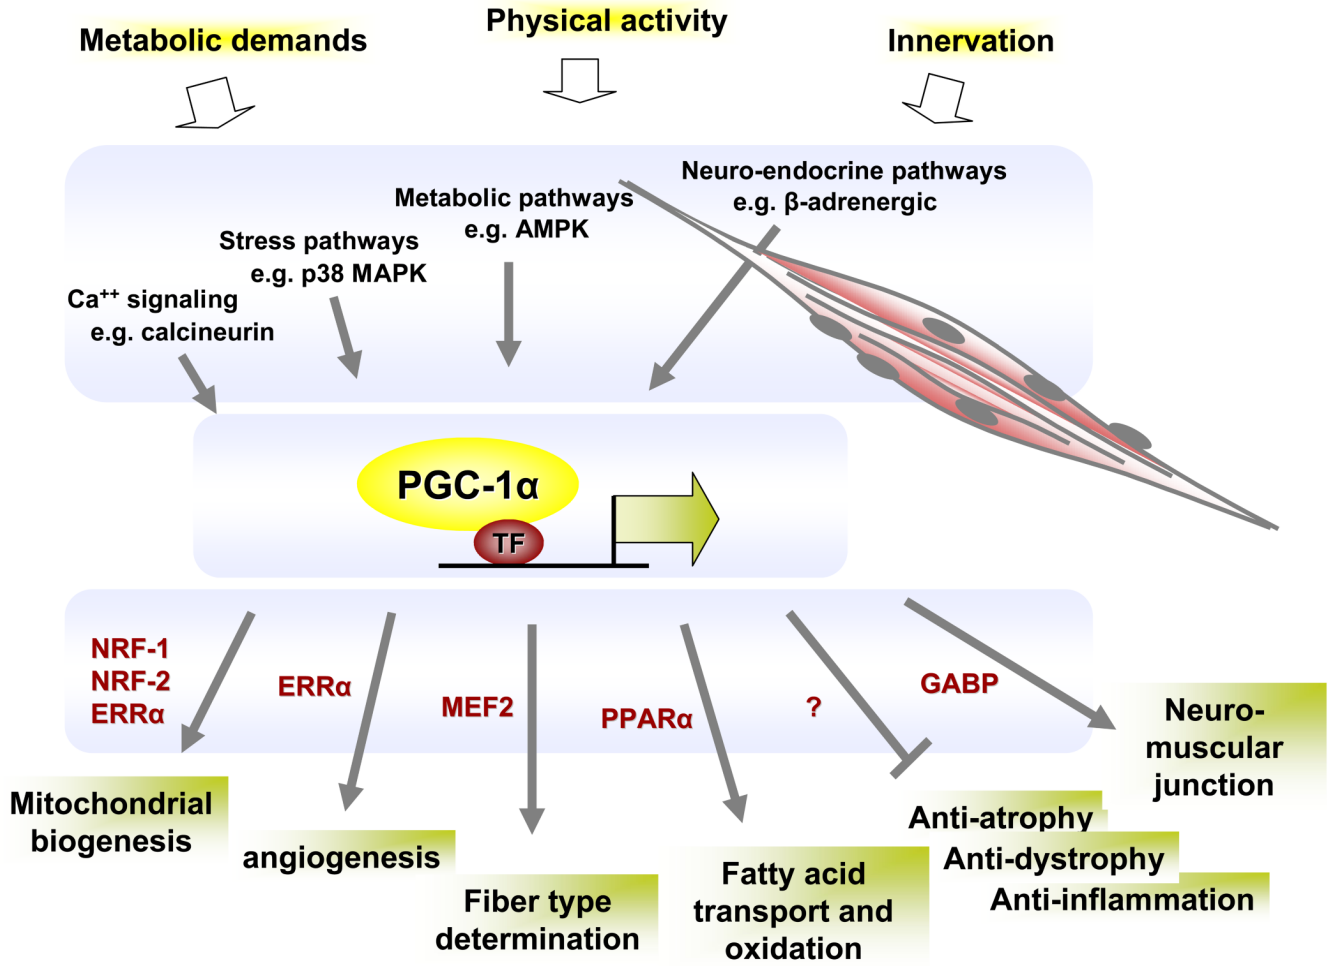 Metabolic demands
Physical activity
Innervation
Neuro-endocrine pathways
e.g. β-adrenergic
Metabolic pathways
e.g. AMPK
Stress pathways
e.g. p38 MAPK
Ca⁺⁺ signaling
e.g. calcineurin
PGC-1α
TF
NRF-1
NRF-2
ERRα
ERRα
MEF2
PPARα
?
GABP
Neuro-
muscular
junction
Mitochondrial
biogenesis
angiogenesis
Fiber type
determination
Fatty acid
transport and
oxidation
Anti-atrophy
Anti-dystrophy
Anti-inflammation